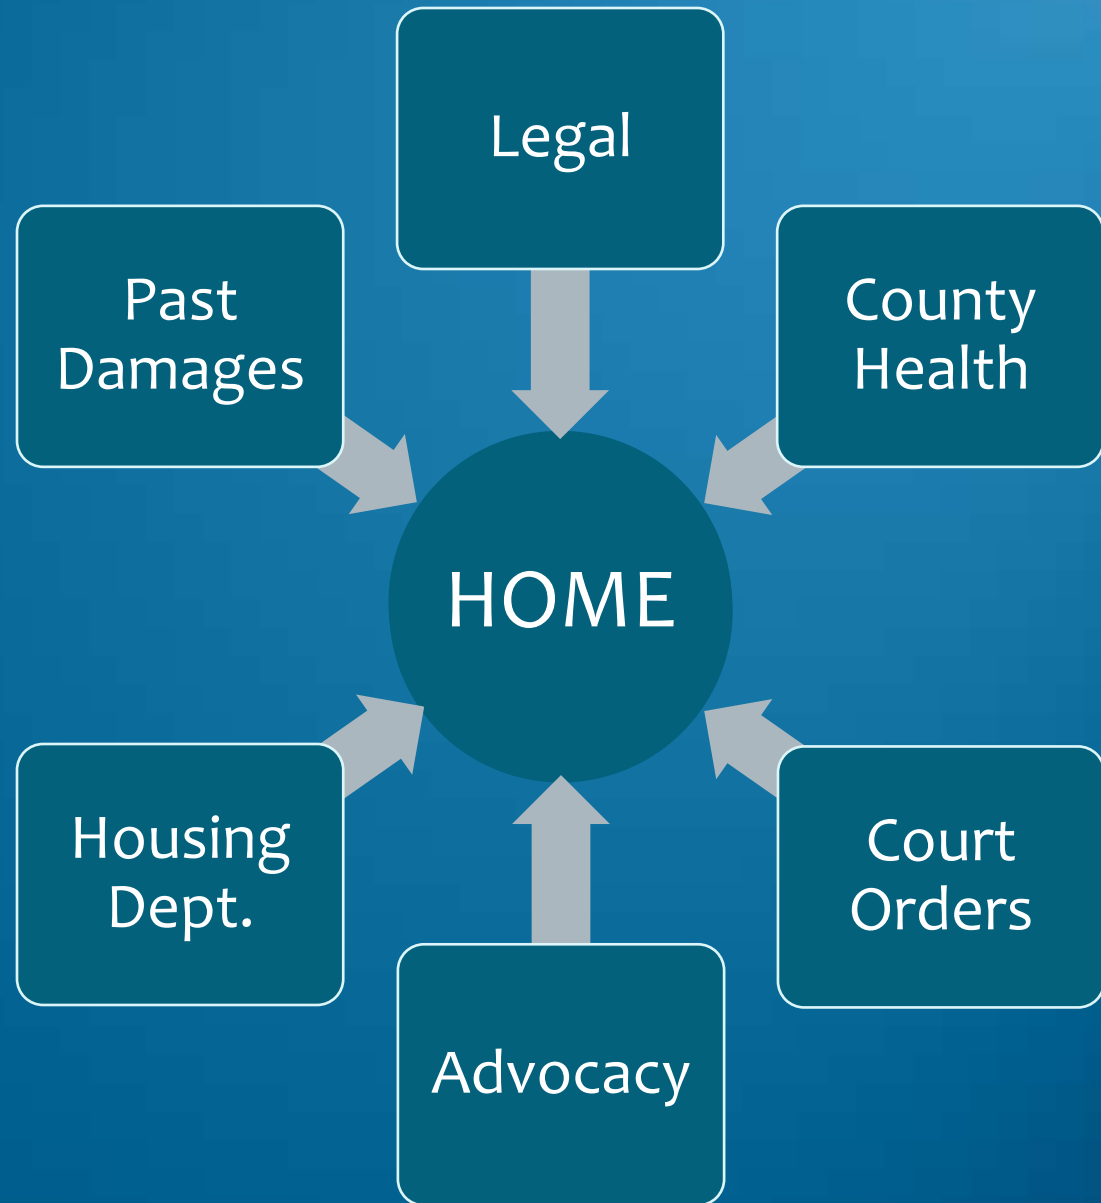 Legal
Past
Damages
County
Health
HOME
Housing
Dept.
Court
Orders
Advocacy